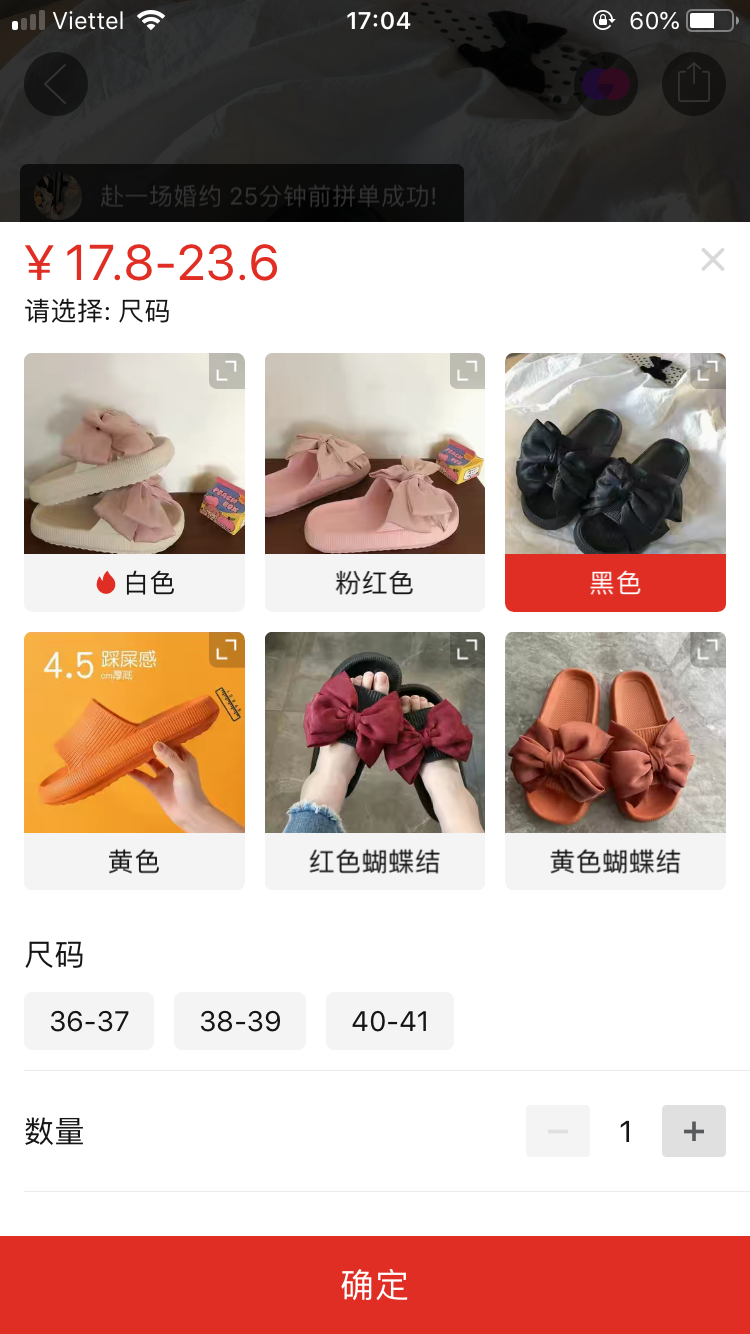 Viettel 17:04 60%
赴一场婚约 25分钟前拼单成功!
¥ 17.8-23.6
请选择: 尺码
PEACH BOX
白色
粉红色
黑色
4.5 踩屎感
cm厚底
黄色
红色蝴蝶结
黄色蝴蝶结
尺码
36-37 38-39 40-41
数量
1
确定